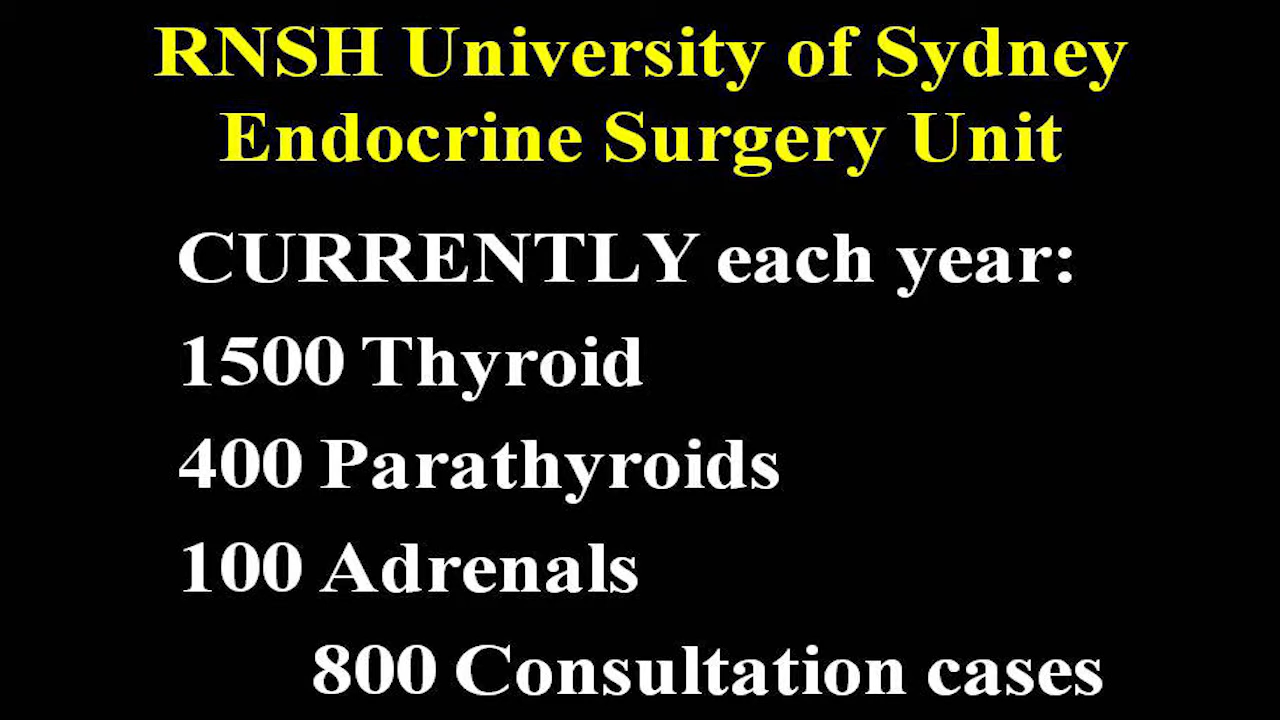 RNSH University of Sydney
Endocrine Surgery Unit
CURRENTLY each year:
1500 Thyroid
400 Parathyroids
100 Adrenals
800 Consultation cases